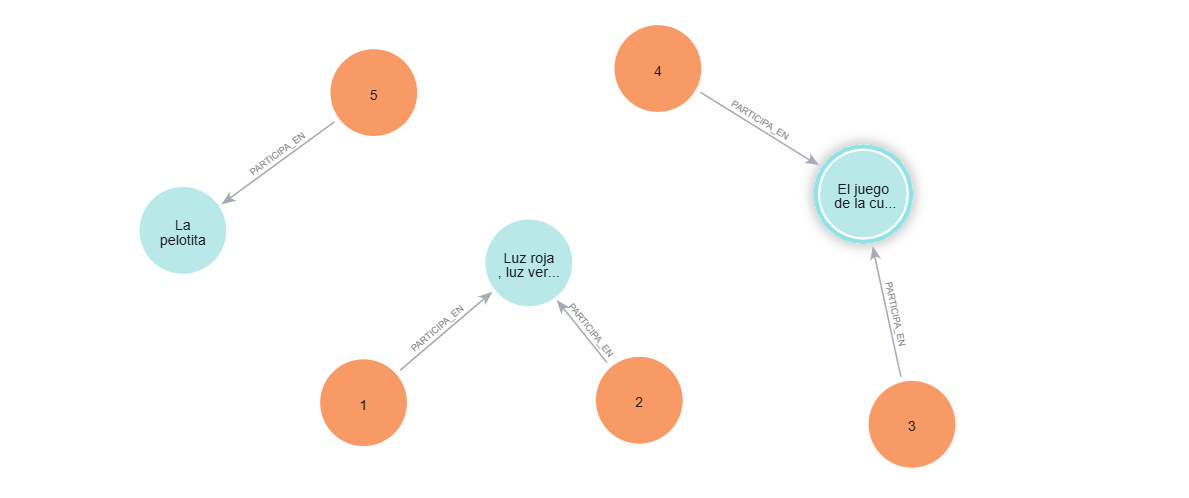 4
5
PARTICIPA_EN
PARTICIPA_EN
El juego
de la cu...
La
pelotita
Luz roja
, luz ver...
PARTICIPA_EN
PARTICIPA_EN
PARTICIPA_EN
1
2
3